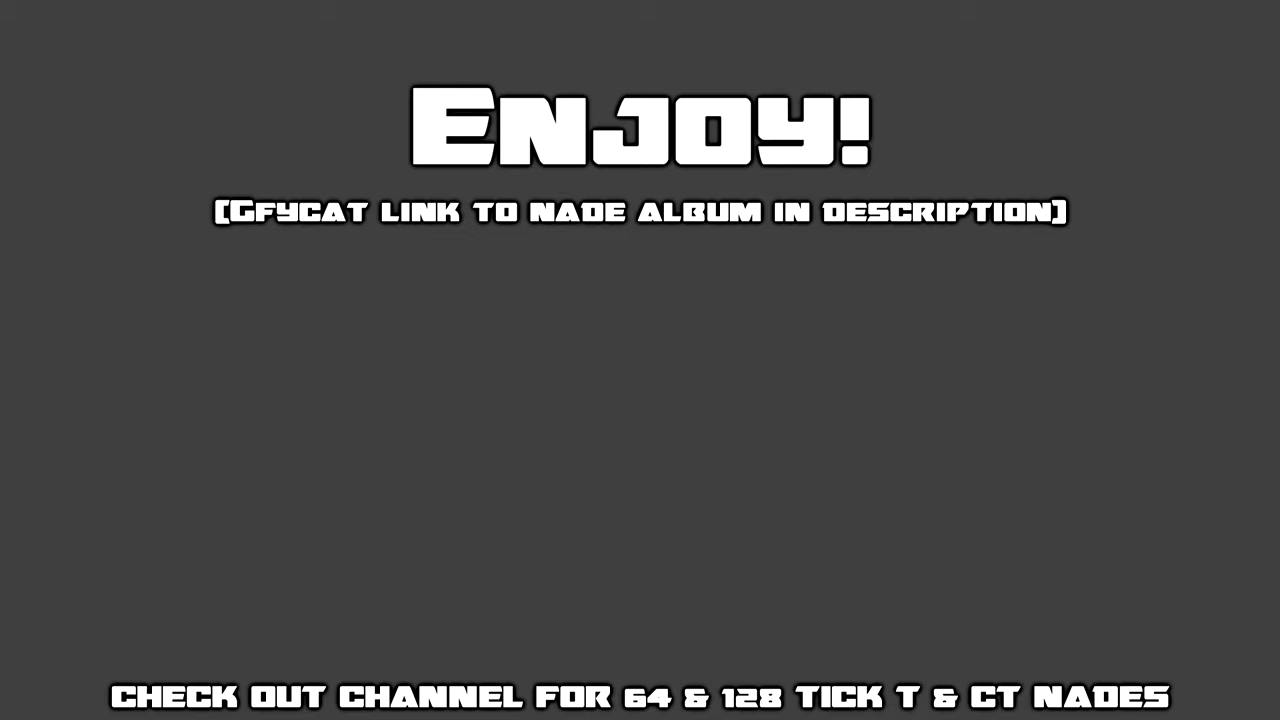 Enjoy!
[Gfycat link to nade album in description]
CHECK OUT CHANNEL FOR 64 & 128 TICK T & CT NADES